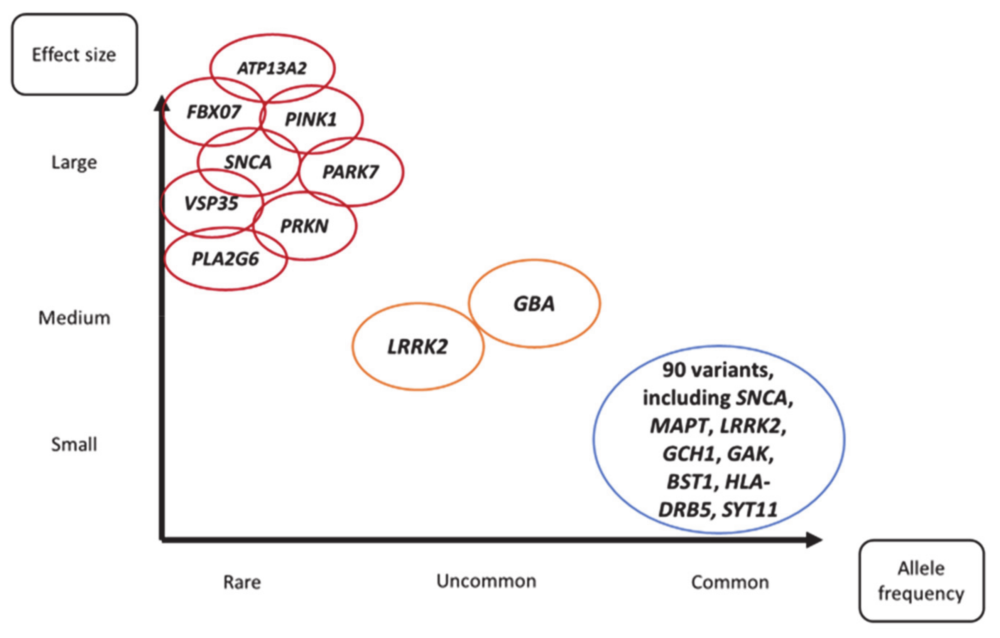 Effect size
ATP13A2
FBX07
PINK1
Large
SNCA
PARK7
VSP35
PRKN
PLA2G6
Medium
GBA
LRRK2
Small
90 variants,
including SNCA,
MAPT, LRRK2,
GCH1, GAK,
BST1, HLA-
DRB5, SYT11
Rare
Uncommon
Common
Allele
frequency